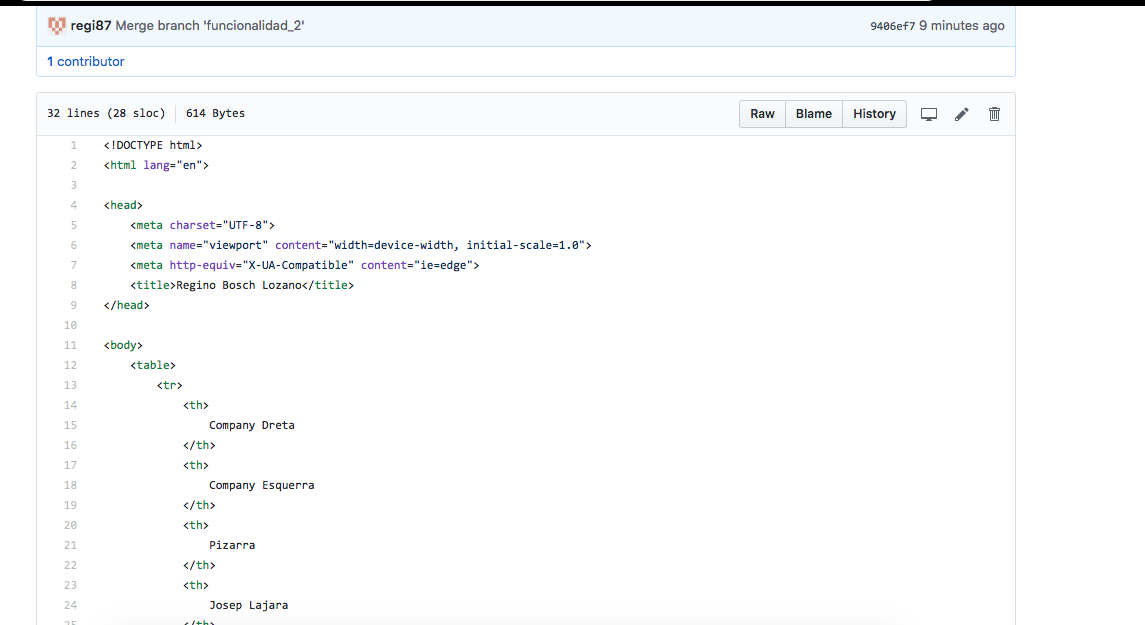 regi87 Merge branch 'funcionalidad_2' 9406ef7 9 minutes ago
1 contributor
32 lines (28 sloc) 614 Bytes Raw Blame History
1 <!DOCTYPE html>
2 <html lang="en">
3
4 <head>
5 <meta charset="UTF-8">
6 <meta name="viewport" content="width=device-width, initial-scale=1.0">
7 <meta http-equiv="X-UA-Compatible" content="ie=edge">
8 <title>Regino Bosch Lozano</title>
9 </head>
10
11 <body>
12 <table>
13 <tr>
14 <th>
15 Company Dreta
16 </th>
17 <th>
18 Company Esquerra
19 </th>
20 <th>
21 Pizarra
22 </th>
23 <th>
24 Josep Lajara
25 </th>